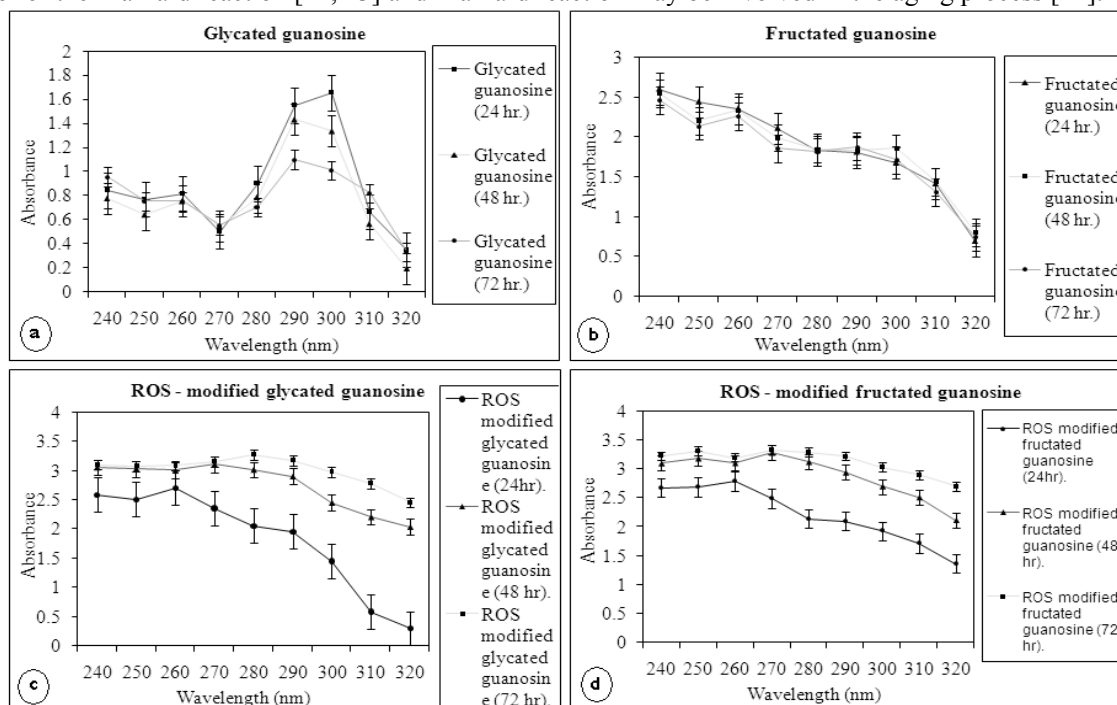 Glycated guanosine
2
1.8
1.6
1.4
1.2
1
0.8
0.6
0.4
0.2
0
Absorbance
240 250 260 270 280 290 300 310 320
Wavelength (nm)
Glycated
guanosine
(24 hr.)
Glycated
guanosine
(48 hr.)
Glycated
guanosine
(72 hr.)
a
Fructated guanosine
3
2.5
2
1.5
1
0.5
0
Absorbance
240 250 260 270 280 290 300 310 320
Wavelength (nm)
Fructated
guanosine
(24 hr.)
Fructated
guanosine
(48 hr.)
Fructated
guanosine
(72 hr.)
b
ROS - modified glycated guanosine
4
3.5
3
2.5
2
1.5
1
0.5
0
Absorbance
240 250 260 270 280 290 300 310 320
Wavelength (nm)
ROS
modified
glycated
guanosin
e (24hr).
ROS
modified
glycated
guanosin
e (48 hr).
ROS
modified
glycated
guanosin
e (72 hr).
c
ROS - modified fructated guanosine
4
3.5
3
2.5
2
1.5
1
0.5
0
Absorbance
240 250 260 270 280 290 300 310 320
Wavelength (nm)
ROS modified
fructated
guanosine
(24hr).
ROS modified
fructated
guanosine (48
hr).
ROS modified
fructated
guanosine (72
hr).
d